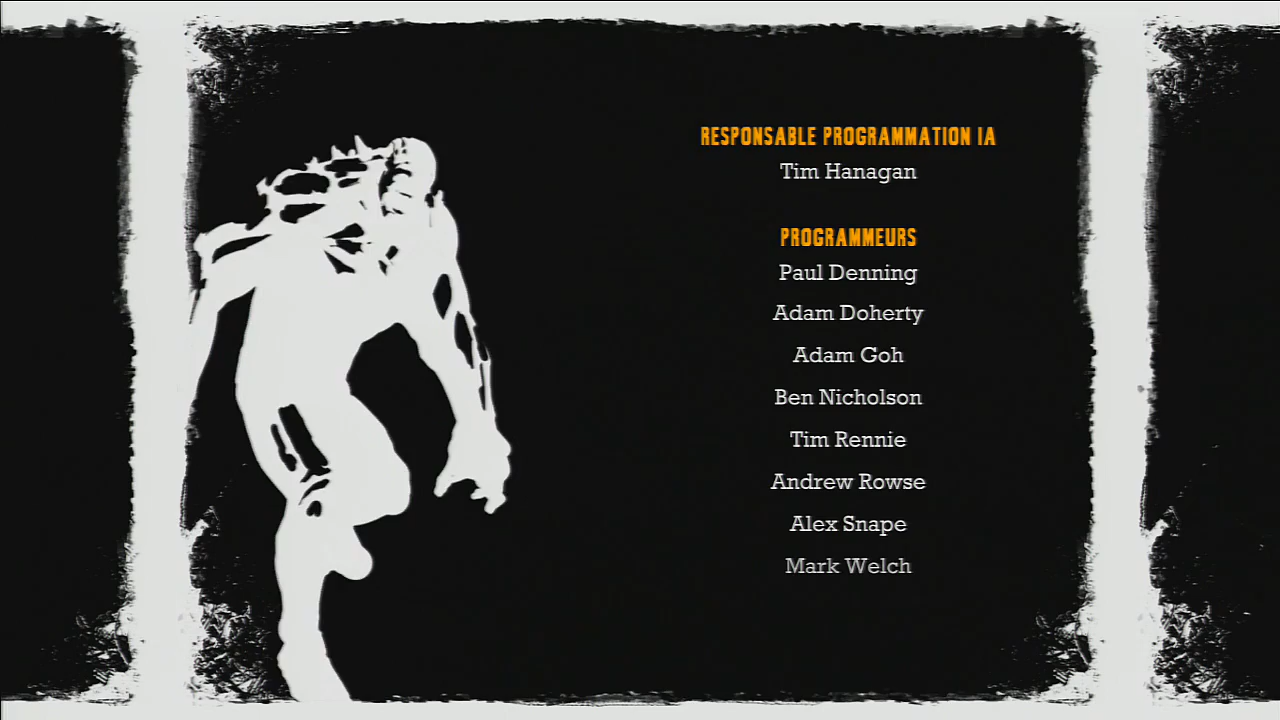 RESPONSABLE PROGRAMMATION IA
Tim Hanagan
PROGRAMMEURS
Paul Denning
Adam Doherty
Adam Goh
Ben Nicholson
Tim Rennie
Andrew Rowse
Alex Snape
Mark Welch